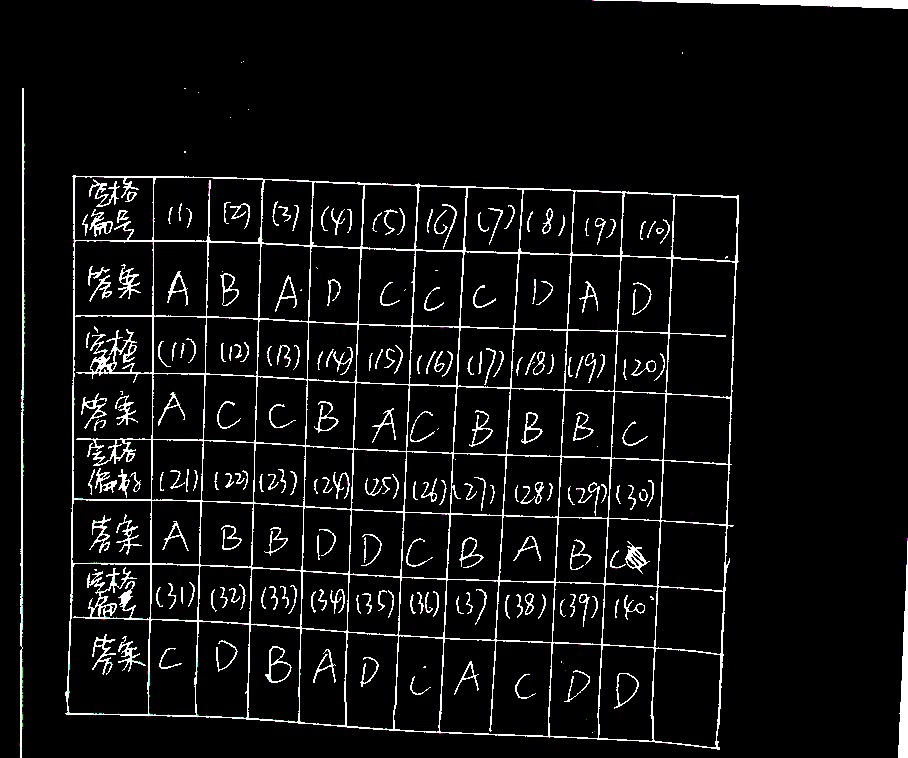 空格编号 (1) (2) (3) (4) (5) (6) (7) (8) (9) (10)
答案 A B A D C C C D A D
空格编号 (11) (12) (13) (14) (15) (16) (17) (18) (19) (20)
答案 A C C B A C B B B C
空格编号 (21) (22) (23) (24) (25) (26) (27) (28) (29) (30)
答案 A B B D D C B A B C
空格编号 (31) (32) (33) (34) (35) (36) (37) (38) (39) (40)
答案 C D B A D C A C D D